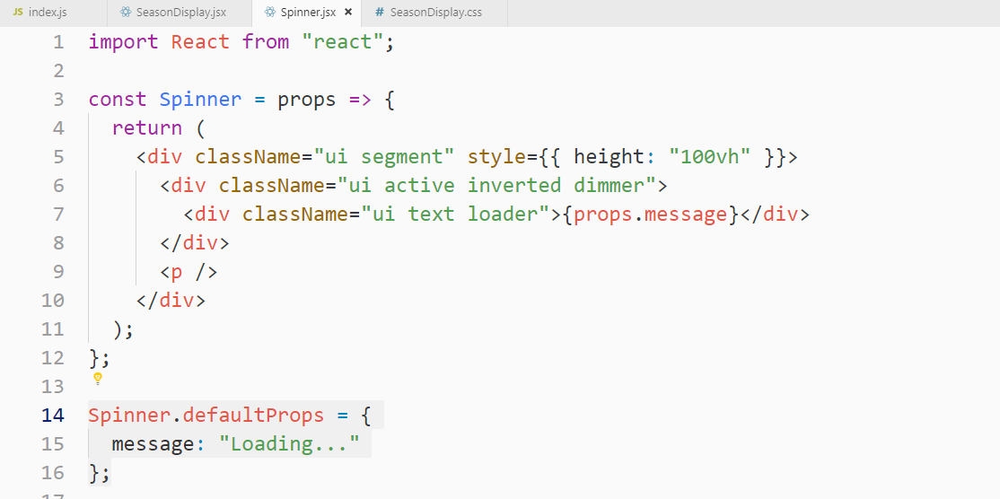 JS index.js SeasonDisplay.jsx Spinner.jsx × # SeasonDisplay.css
1 import React from "react";
2
3 const Spinner = props => {
4   return (
5     <div className="ui segment" style={{ height: "100vh" }}>
6       <div className="ui active inverted dimmer">
7         <div className="ui text loader">{props.message}</div>
8       </div>
9       <p />
10     </div>
11   );
12 };
13
14 Spinner.defaultProps = {
15   message: "Loading..."
16 };
17